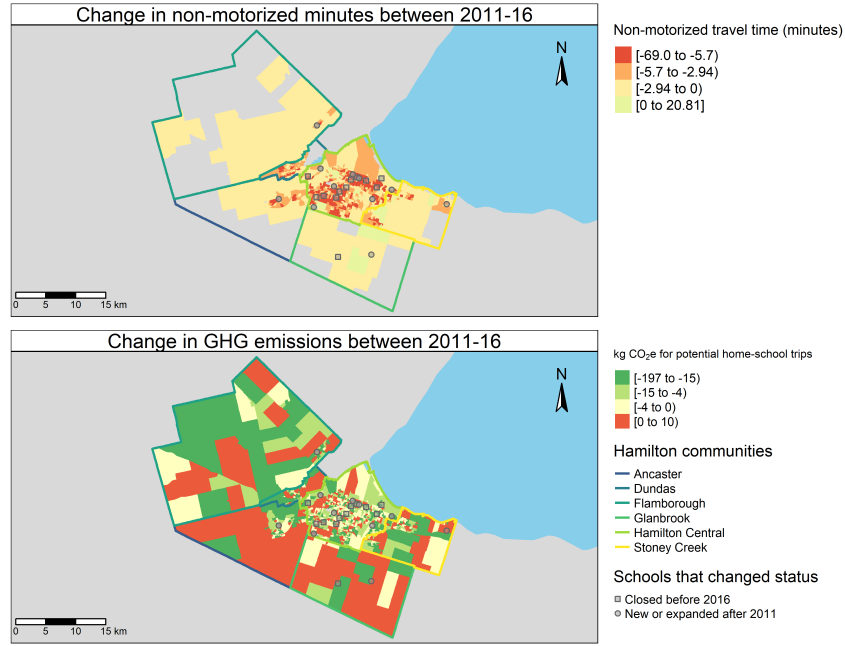 Change in non-motorized minutes between 2011-16
N
0 5 10 15 km
Non-motorized travel time (minutes)
[-69.0 to -5.7)
[-5.7 to -2.94)
[-2.94 to 0)
[0 to 20.81]
Change in GHG emissions between 2011-16
N
0 5 10 15 km
kg CO₂e for potential home-school trips
[-197 to -15)
[-15 to -4)
[-4 to 0)
[0 to 10)
Hamilton communities
Ancaster
Dundas
Flamborough
Glanbrook
Hamilton Central
Stoney Creek
Schools that changed status
Closed before 2016
New or expanded after 2011